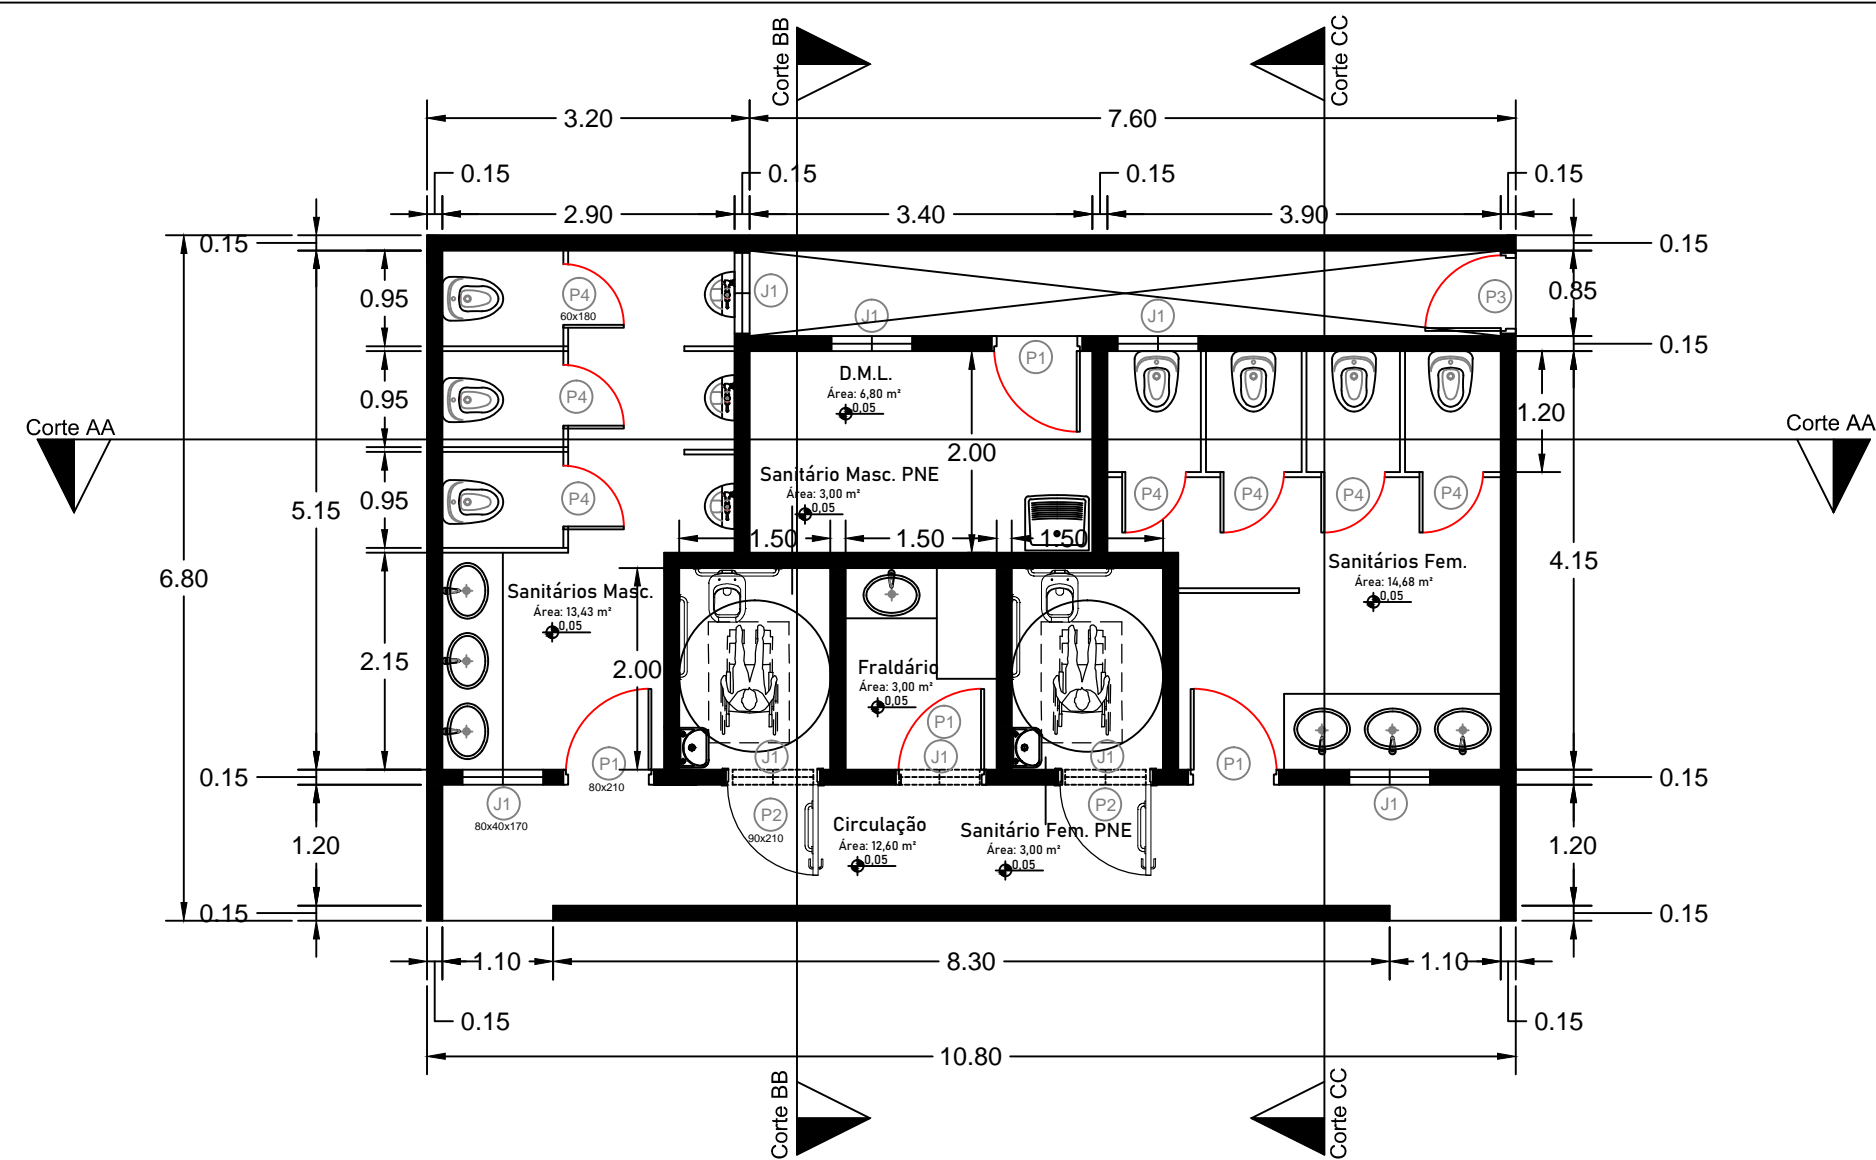 Corte BB
Corte CC
3.20
7.60
0.15
0.15
0.15
0.15
2.90
3.40
3.90
0.15
0.15
0.95
P4
60x180
J1
J1
J1
P3
0.85
0.15
P1
D.M.L.
Área: 6,80 m²
0,05
0.95
P4
1.20
Corte AA
Corte AA
2.00
Sanitário Masc. PNE
Área: 3,00 m²
0,05
0.95
P4
P4
P4
P4
P4
5.15
1.50
1.50
1.50
4.15
6.80
Sanitários Masc.
Área: 13,43 m²
0,05
Sanitários Fem.
Área: 14,68 m²
0,05
2.15
2.00
Fraldário
Área: 3,00 m²
0,05
P1
J1
J1
J1
P1
80x210
P1
0.15
0.15
J1
80x40x170
P2
90x210
P2
J1
Circulação
Área: 12,60 m²
0,05
Sanitário Fem. PNE
Área: 3,00 m²
0,05
1.20
1.20
0.15
0.15
1.10
8.30
1.10
0.15
0.15
10.80
Corte BB
Corte CC